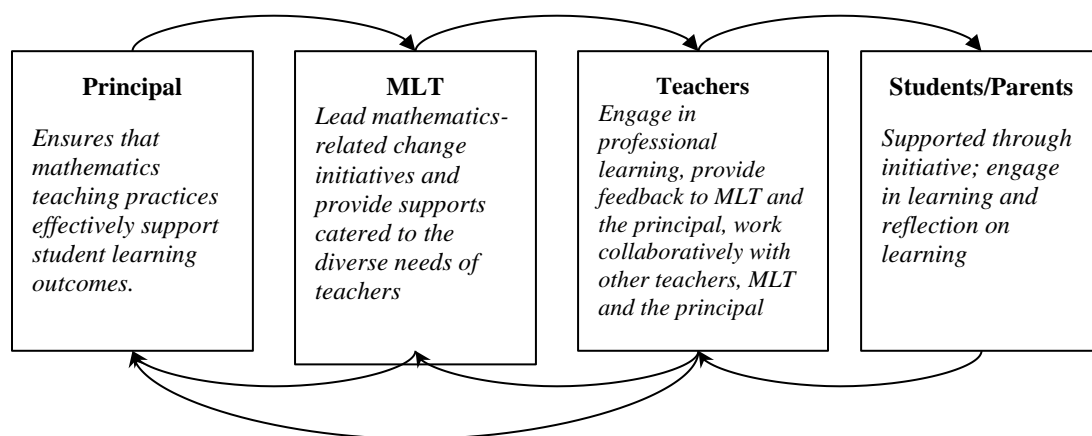 Principal
Ensures that
mathematics
teaching practices
effectively support
student learning
outcomes.
MLT
Lead mathematics-
related change
initiatives and
provide supports
catered to the
diverse needs of
teachers
Teachers
Engage in
professional
learning, provide
feedback to MLT and
the principal, work
collaboratively with
other teachers, MLT
and the principal
Students/Parents
Supported through
initiative; engage
in learning and
reflection on
learning